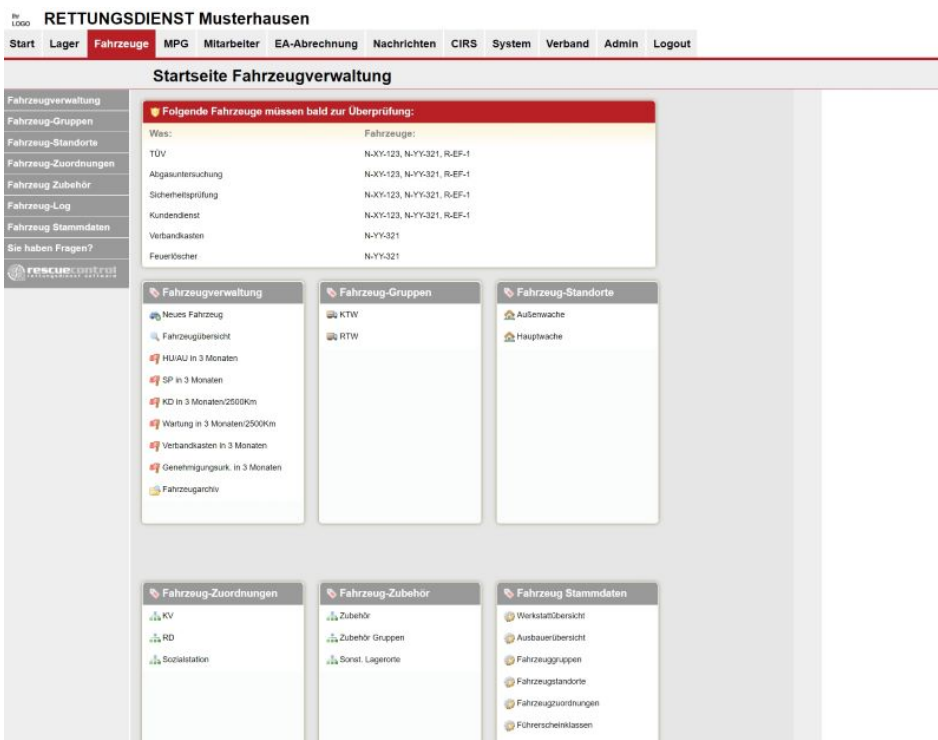 Ihr
LOGO
RETTUNGSDIENST Musterhausen
Start Lager Fahrzeuge MPG Mitarbeiter EA-Abrechnung Nachrichten CIRS System Verband Admin Logout
Startseite Fahrzeugverwaltung
Fahrzeugverwaltung
Fahrzeug-Gruppen
Fahrzeug-Standorte
Fahrzeug-Zuordnungen
Fahrzeug Zubehör
Fahrzeug-Log
Fahrzeug Stammdaten
Sie haben Fragen?
rescuecontrol
rettungsdienst software
Folgende Fahrzeuge müssen bald zur Überprüfung:
Was: Fahrzeuge:
TÜV N-XY-123, N-YY-321, R-EF-1
Abgasuntersuchung N-XY-123, N-YY-321, R-EF-1
Sicherheitsprüfung N-XY-123, N-YY-321, R-EF-1
Kundendienst N-XY-123, N-YY-321, R-EF-1
Verbandkasten N-YY-321
Feuerlöscher N-YY-321
Fahrzeugverwaltung
Neues Fahrzeug
Fahrzeugübersicht
HU/AU in 3 Monaten
SP in 3 Monaten
KD in 3 Monaten/2500Km
Wartung in 3 Monaten/2500Km
Verbandkasten in 3 Monaten
Genehmigungsurk. in 3 Monaten
Fahrzeugarchiv
Fahrzeug-Gruppen
KTW
RTW
Fahrzeug-Standorte
Außenwache
Hauptwache
Fahrzeug-Zuordnungen
KV
RD
Sozialstation
Fahrzeug-Zubehör
Zubehör
Zubehör Gruppen
Sonst. Lagerorte
Fahrzeug Stammdaten
Werkstattübersicht
Ausbauerübersicht
Fahrzeuggruppen
Fahrzeugstandorte
Fahrzeugzuordnungen
Führerscheinklassen